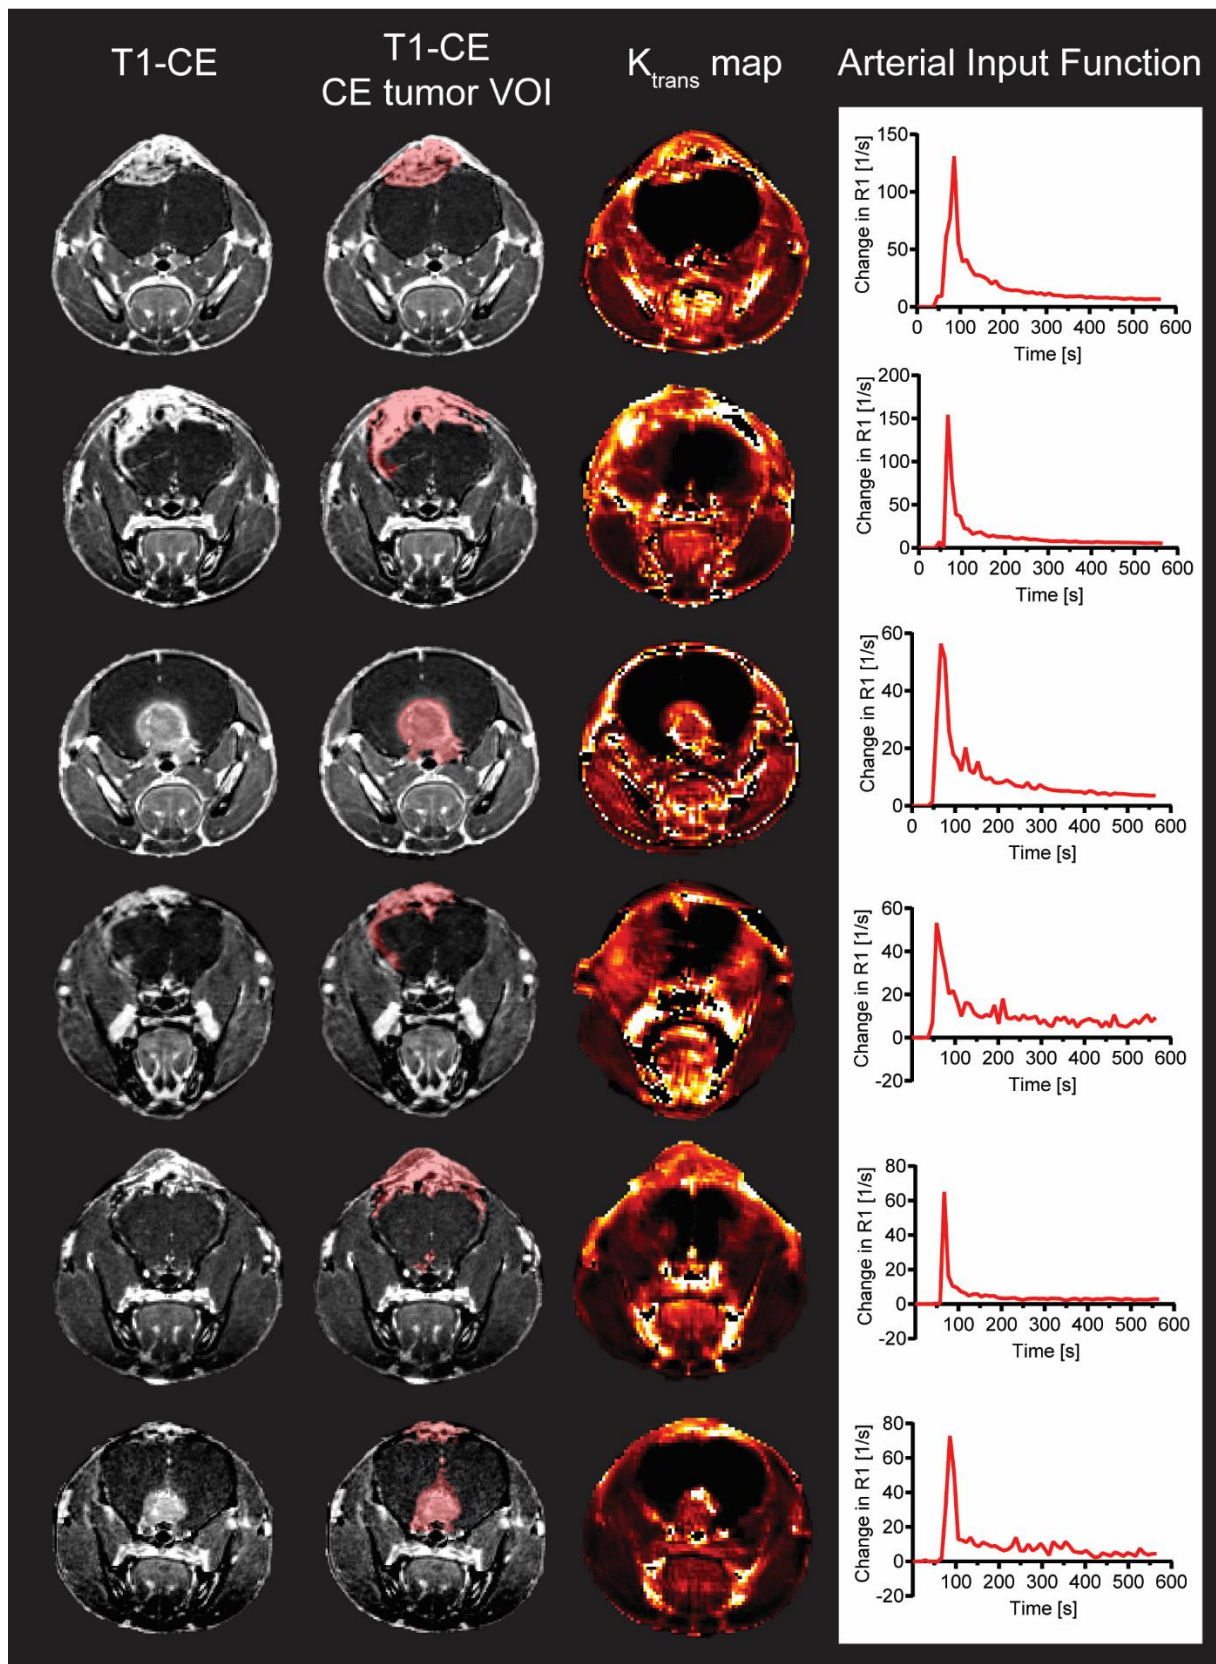 T1-CE
T1-CE
CE tumor VOI
Ktrans map
Arterial Input Function
Change in R1 [1/s]
150
100
50
0
0 100 200 300 400 500 600
Time [s]
Change in R1 [1/s]
200
150
100
50
0
0 100 200 300 400 500 600
Time [s]
Change in R1 [1/s]
60
40
20
0
0 100 200 300 400 500 600
Time [s]
Change in R1 [1/s]
60
40
20
0
-20
100 200 300 400 500 600
Time [s]
Change in R1 [1/s]
80
60
40
20
0
-20
100 200 300 400 500 600
Time [s]
Change in R1 [1/s]
80
60
40
20
0
-20
100 200 300 400 500 600
Time [s]